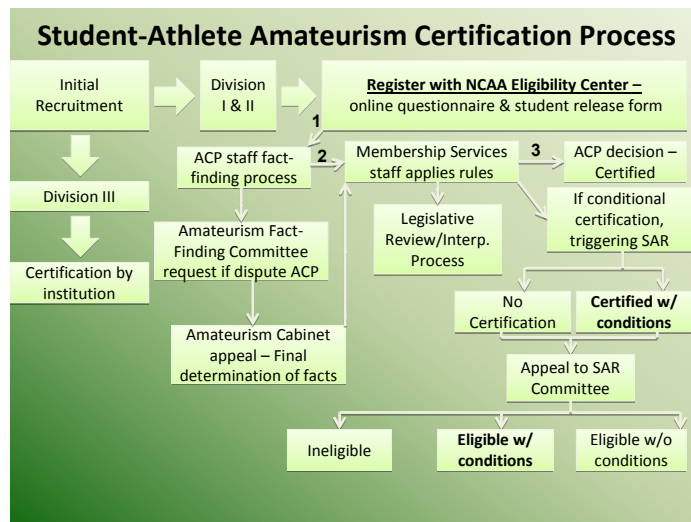 Student-Athlete Amateurism Certification Process
Initial
Recruitment
Division
I & II
Register with NCAA Eligibility Center –
online questionnaire & student release form
1
ACP staff fact-
finding process
2
Membership Services
staff applies rules
3
ACP decision –
Certified
Division III
Amateurism Fact-
Finding Committee
request if dispute ACP
Legislative
Review/Interp.
Process
If conditional
certification,
triggering SAR
Certification by
institution
No
Certification
Certified w/
conditions
Amateurism Cabinet
appeal – Final
determination of facts
Appeal to SAR
Committee
Ineligible
Eligible w/
conditions
Eligible w/o
conditions